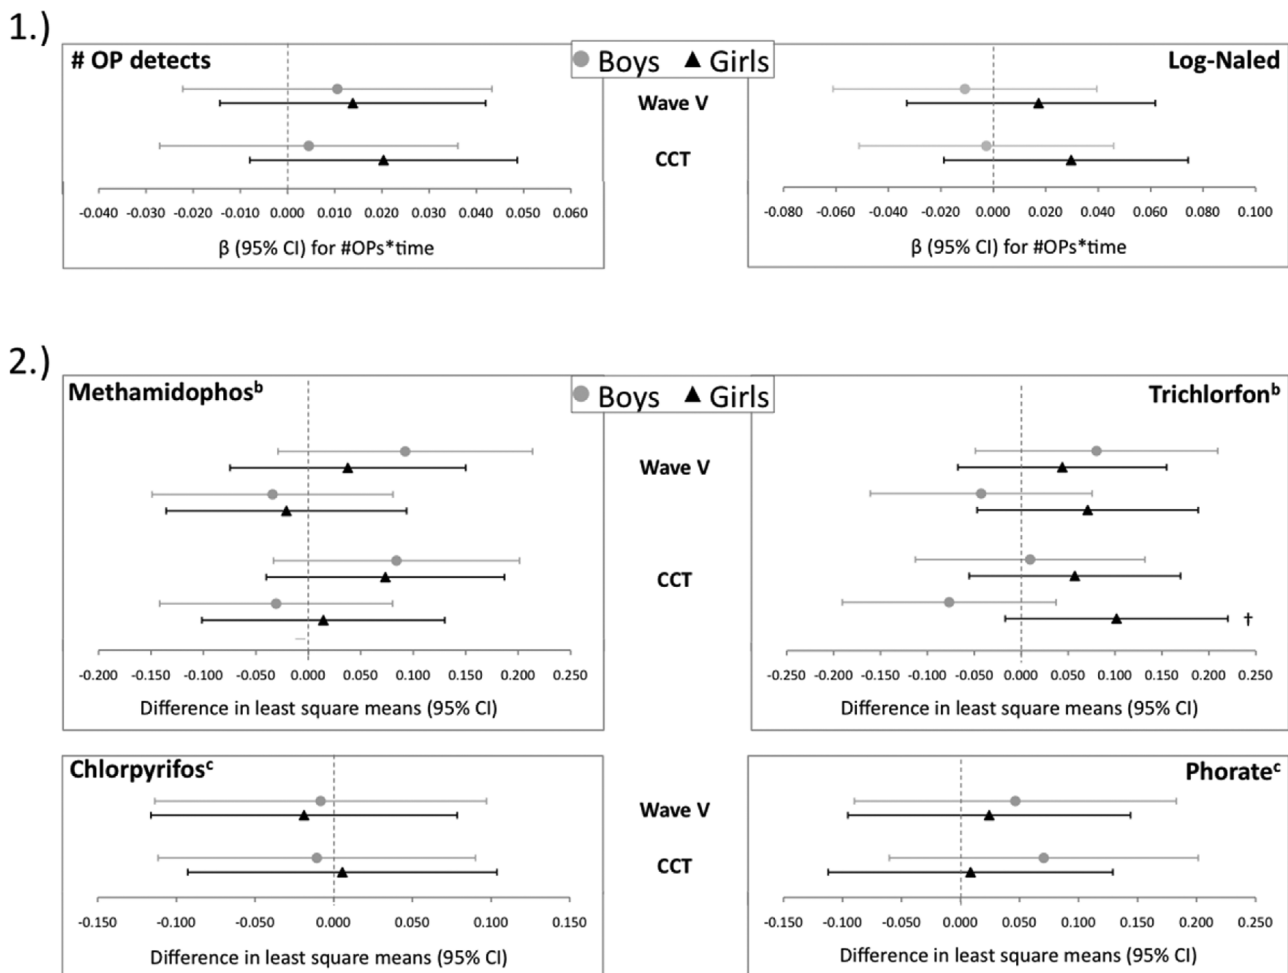 1.)
# OP detects
Boys Girls
Log-Naled
Wave V
CCT
-0.040 -0.030 -0.020 -0.010 0.000 0.010 0.020 0.030 0.040 0.050 0.060
β (95% CI) for #OPs*time
-0.080 -0.060 -0.040 -0.020 0.000 0.020 0.040 0.060 0.080 0.100
β (95% CI) for #OPs*time
2.)
Methamidophosᵇ
Boys Girls
Trichlorfonᵇ
Wave V
CCT
†
-0.200 -0.150 -0.100 -0.050 0.000 0.050 0.100 0.150 0.200 0.250
Difference in least square means (95% CI)
-0.250 -0.200 -0.150 -0.100 -0.050 0.000 0.050 0.100 0.150 0.200 0.250
Difference in least square means (95% CI)
Chlorpyrifosᶜ
Phorateᶜ
Wave V
CCT
-0.150 -0.100 -0.050 0.000 0.050 0.100 0.150
Difference in least square means (95% CI)
-0.150 -0.100 -0.050 0.000 0.050 0.100 0.150 0.200 0.250
Difference in least square means (95% CI)